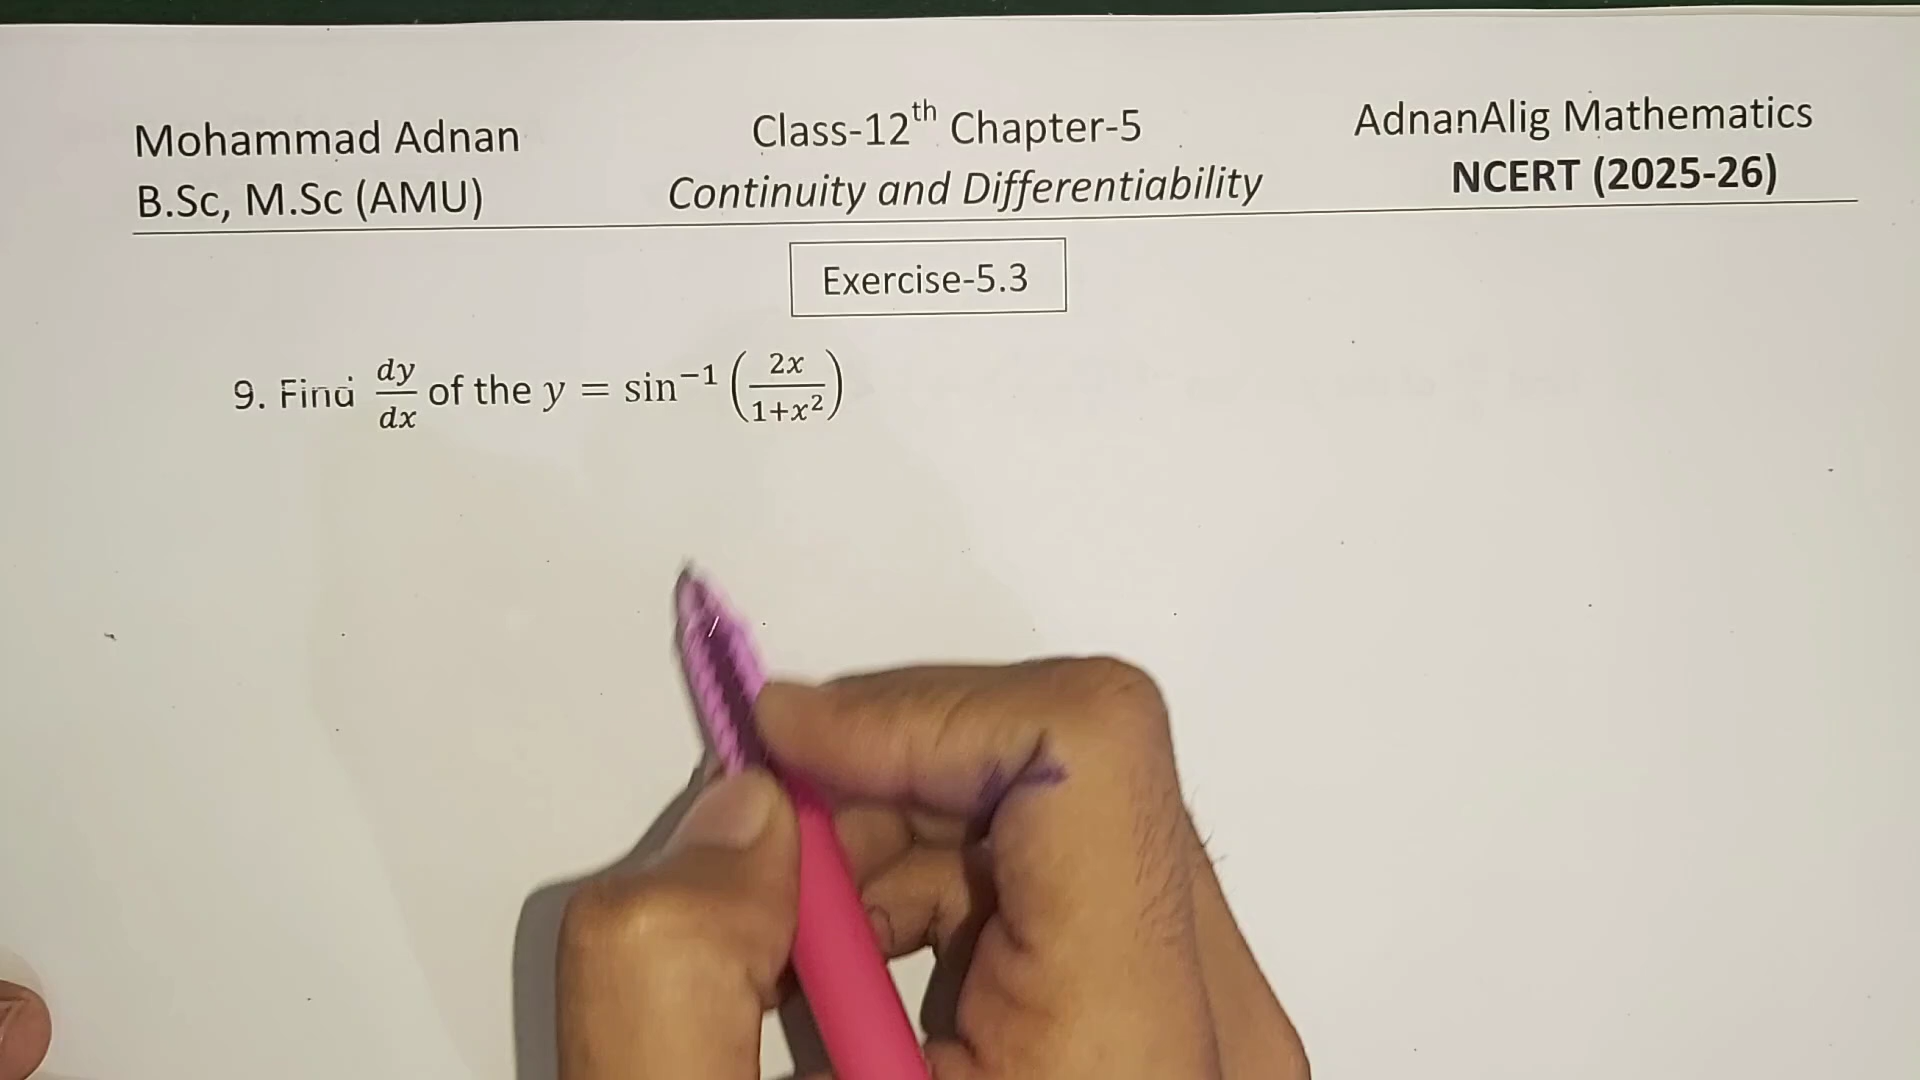 Mohammad Adnan
B.Sc, M.Sc (AMU)
Class-12th Chapter-5
Continuity and Differentiability
AdnanAlig Mathematics
NCERT (2025-26)
Exercise-5.3
9. Find dy/dx of the y = sin⁻¹(2x/1+x²)